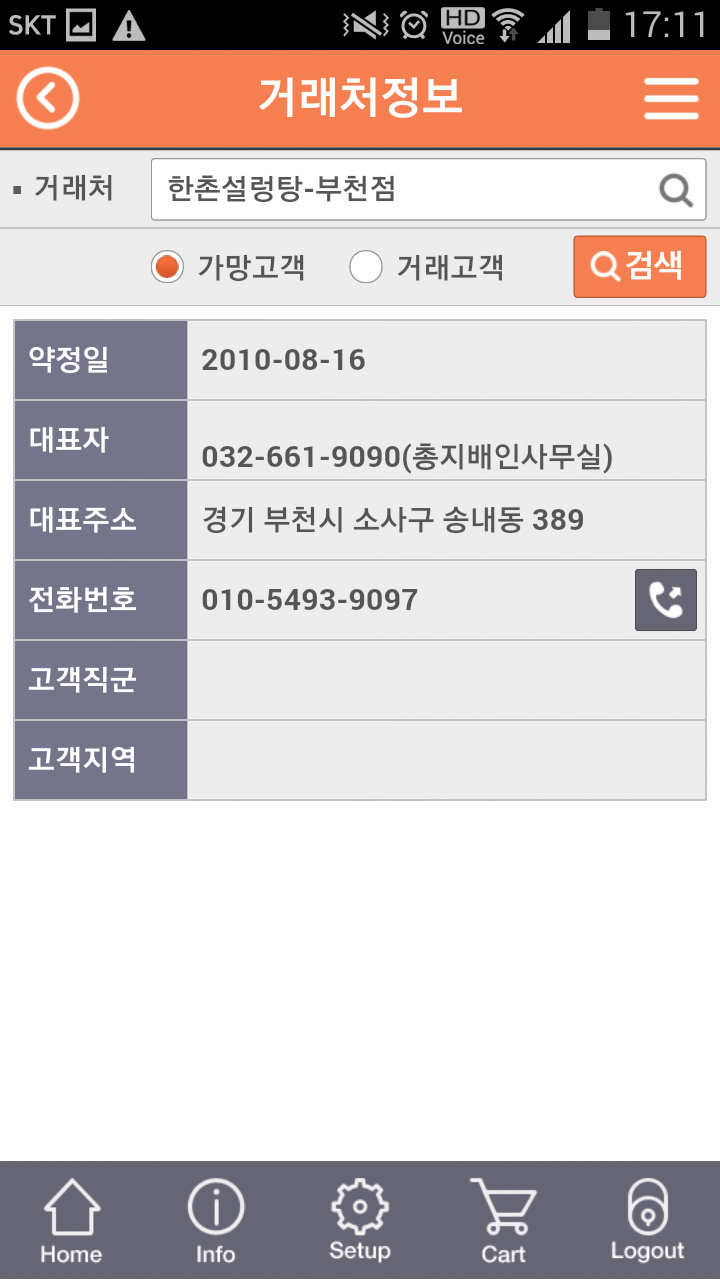 SKT HD Voice 17:11
거래처정보
거래처 한촌설렁탕-부천점
가망고객 거래고객 검색
약정일 2010-08-16
대표자 032-661-9090(총지배인사무실)
대표주소 경기 부천시 소사구 송내동 389
전화번호 010-5493-9097
고객직군
고객지역
Home Info Setup Cart Logout